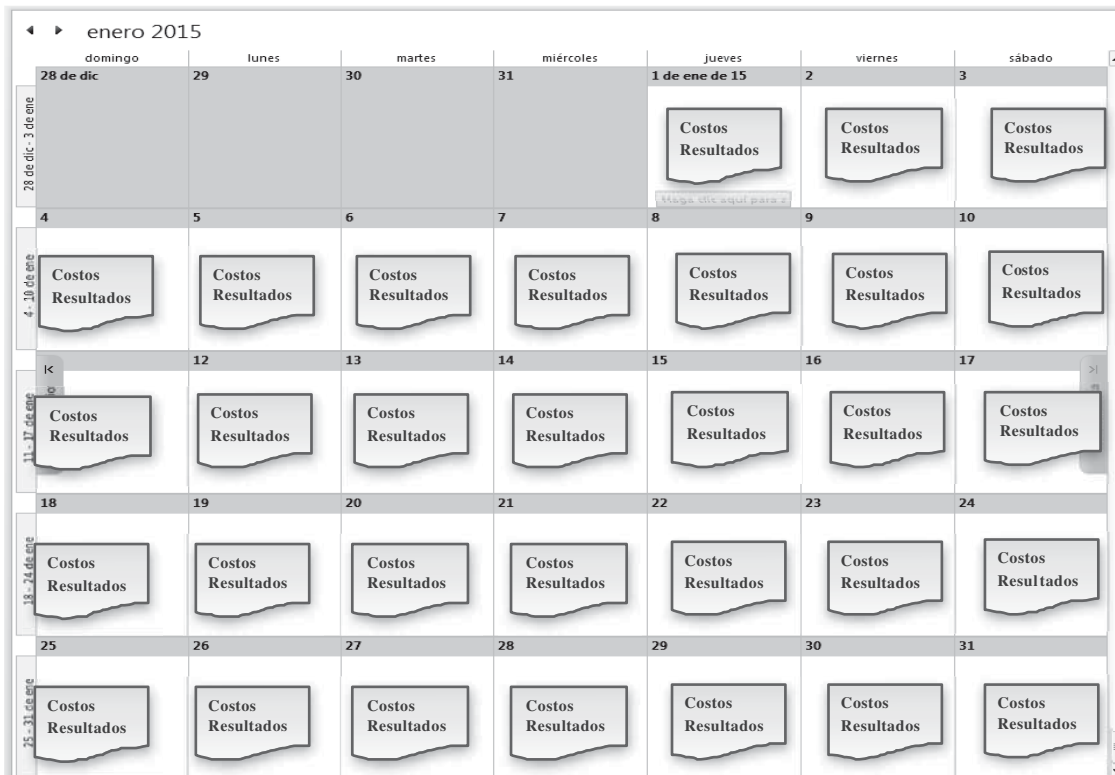 enero 2015
domingo lunes martes miércoles jueves viernes sábado
28 de dic 29 30 31 1 de ene de 15 2 3
28 de dic - 3 de ene
Costos Costos Costos
Resultados Resultados Resultados
Haga clic aquí para
4 5 6 7 8 9 10
4 - 10 de ene
Costos Costos Costos Costos Costos Costos Costos
Resultados Resultados Resultados Resultados Resultados Resultados Resultados
12 13 14 15 16 17
11 - 17 de ene
Costos Costos Costos Costos Costos Costos Costos
Resultados Resultados Resultados Resultados Resultados Resultados Resultados
18 19 20 21 22 23 24
18 - 24 de ene
Costos Costos Costos Costos Costos Costos Costos
Resultados Resultados Resultados Resultados Resultados Resultados Resultados
25 26 27 28 29 30 31
25 - 31 de ene
Costos Costos Costos Costos Costos Costos Costos
Resultados Resultados Resultados Resultados Resultados Resultados Resultados